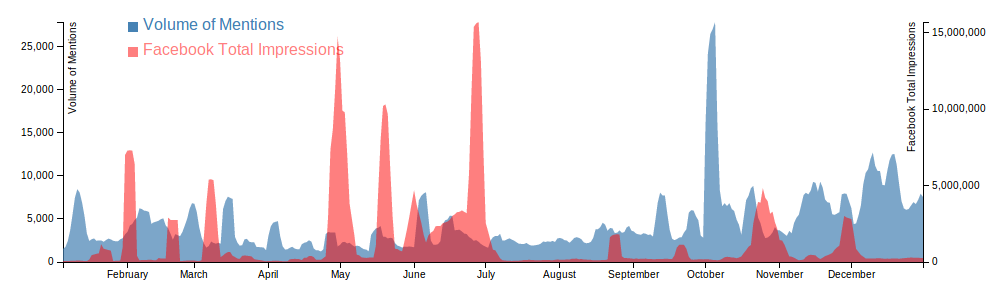 Volume of Mentions
Facebook Total Impressions
Volume of Mentions
25,000
20,000
15,000
10,000
5,000
0
Facebook Total Impressions
15,000,000
10,000,000
5,000,000
0
February March April May June July August September October November December